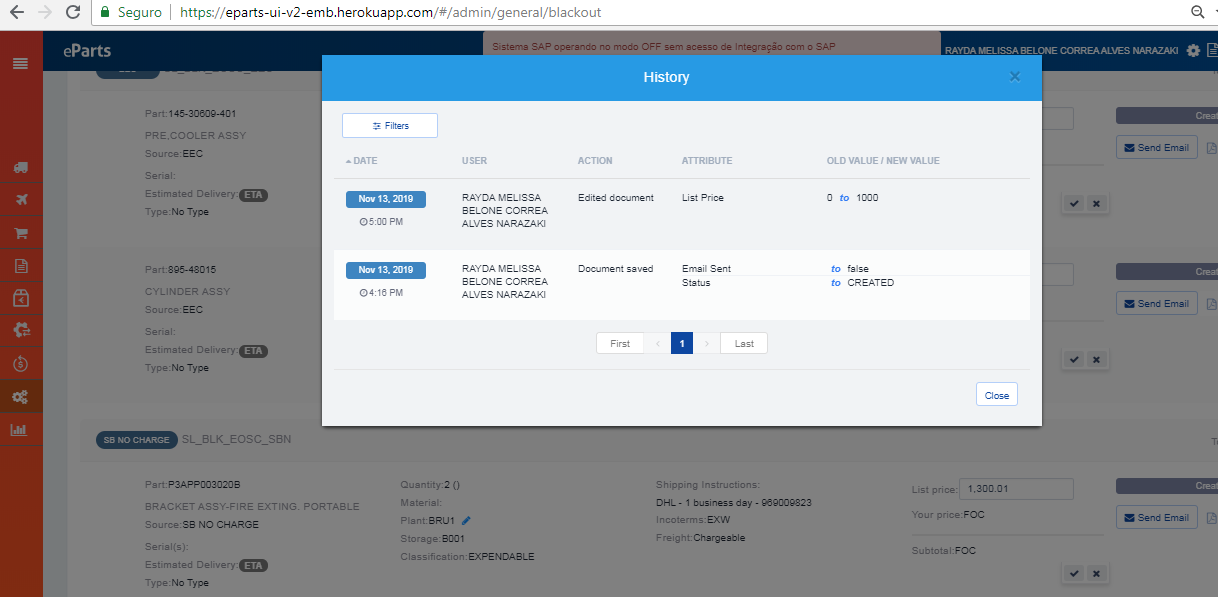 Seguro
https://eparts-ui-v2-emb.herokuapp.com/#/admin/general/blackout
eParts
Sistema SAP operando no modo OFF sem acesso de Integração com o SAP
RAYDA MELISSA BELONE CORREA ALVES NARAZAKI
History
×
Filters
DATE USER ACTION ATTRIBUTE OLD VALUE / NEW VALUE
Nov 13, 2019
5:00 PM
RAYDA MELISSA
BELONE CORREA
ALVES NARAZAKI
Edited document
List Price
0 to 1000
Nov 13, 2019
4:16 PM
RAYDA MELISSA
BELONE CORREA
ALVES NARAZAKI
Document saved
Email Sent
Status
to false
to CREATED
First ‹ 1 › Last
Close
Part:145-30609-401
PRE,COOLER ASSY
Source:EEC
Serial:
Estimated Delivery: ETA
Type:No Type
Creat
Send Email
Part:895-48015
CYLINDER ASSY
Source:EEC
Serial:
Estimated Delivery: ETA
Type:No Type
Creat
Send Email
SB NO CHARGE SL_BLK_EOSC_SBN
Part:P3APP003020B
BRACKET ASSY-FIRE EXTING. PORTABLE
Source:SB NO CHARGE
Serial(s):
Estimated Delivery: ETA
Type:No Type
Quantity:2 ()
Material:
Plant:BRU1
Storage:B001
Classification:EXPENDABLE
Shipping Instructions:
DHL - 1 business day - 969009823
Incoterms:EXW
Freight:Chargeable
List price: 1,300.01
Your price:FOC
Subtotal:FOC
Creat
Send Email